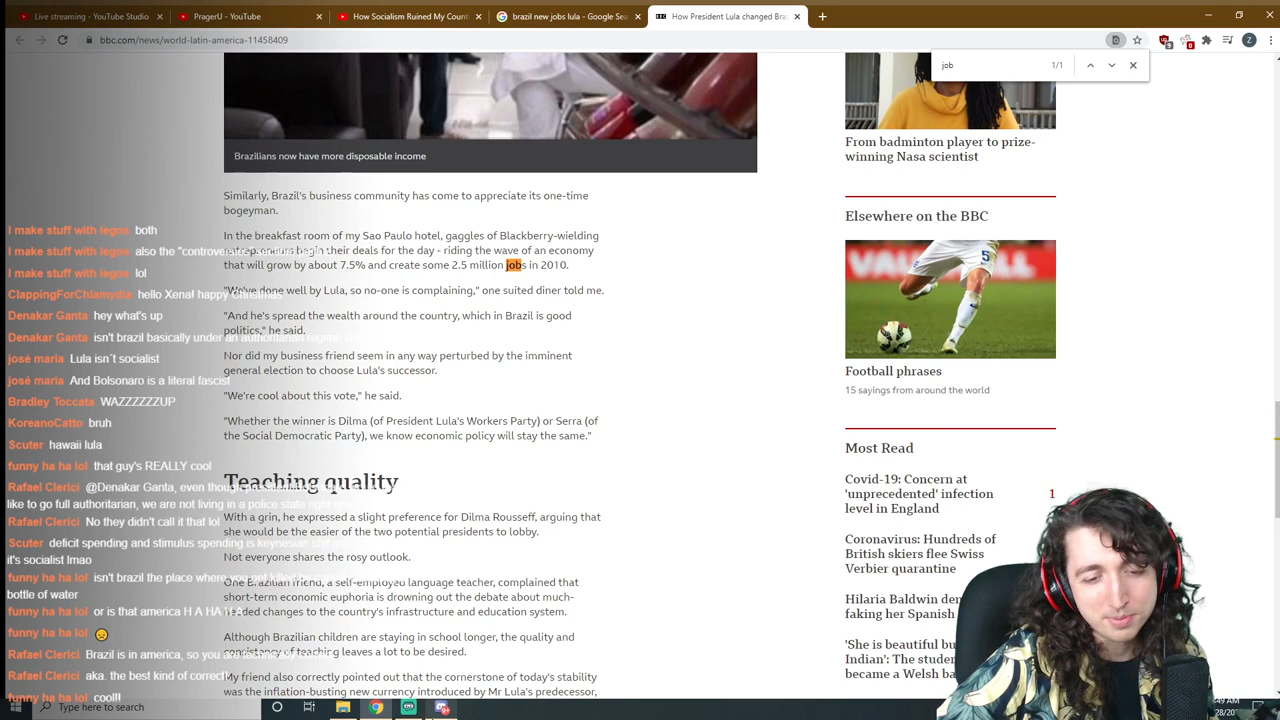 Live streaming - YouTube Studio
PragerU - YouTube
How Socialism Ruined My Count
brazil new jobs lula - Google Sea
How President Lula changed Bra
bbc.com/news/world-latin-america-11458409
job 1/1
Brazilians now have more disposable income
Similarly, Brazil's business community has come to appreciate its one-time
bogeyman.
In the breakfast room of my Sao Paulo hotel, gaggles of Blackberry-wielding
their deals for the day - riding the wave of an economy
that will grow by about 7.5% and create some 2.5 million jobs in 2010.
"We've done well by Lula, so no-one is complaining," one suited diner told me.
"And he's spread the wealth around the country, which in Brazil is good
politics," he said.
Nor did my business friend seem in any way perturbed by the imminent
general election to choose Lula's successor.
"We're cool about this vote," he said.
"Whether the winner is Dilma (of President Lula's Workers Party) or Serra (of
the Social Democratic Party), we know economic policy will stay the same."
Teaching quality
With a grin, he expressed a slight preference for Dilma Rousseff, arguing that
she would be the easier of the two potential presidents to lobby.
Not everyone shares the rosy outlook.
One Brazilian friend, a self-employed language teacher, complained that
short-term economic euphoria is drowning out the debate about much-
needed changes to the country's infrastructure and education system.
Although Brazilian children are staying in school longer, the quality and
consistency of teaching leaves a lot to be desired.
My friend also correctly pointed out that the cornerstone of today's stability
was the inflation-busting new currency introduced by Mr Lula's predecessor,
I make stuff with legos both
I make stuff with legos also the "controversies"
I make stuff with legos lol
ClappingForChlamydia hello Xena! happy Christmas
Denakar Ganta hey what's up
Denakar Ganta isn't brazil basically under an authoritarian regime
josé maria Lula isn´t socialist
josé maria And Bolsonaro is a literal fascist
Bradley Toccata WAZZZZZZUP
KoreanoCatto bruh
Scuter hawaii lula
funny ha ha lol that guy's REALLY cool
Rafael Clerici @Denakar Ganta, even though
like to go full authoritarian, we are not living in a police state right
Rafael Clerici No they didn't call it that lol
Scuter deficit spending and stimulus spending is keynesian
it's socialist lmao
funny ha ha lol isn't brazil the place where you get killed
bottle of water
funny ha ha lol or is that america H A HA H A
funny ha ha lol 😔
Rafael Clerici Brazil is in america, so you are technically
Rafael Clerici aka. the best kind of correct
funny ha ha lol cool!!
From badminton player to prize-
winning Nasa scientist
Elsewhere on the BBC
5
Football phrases
15 sayings from around the world
Most Read
Covid-19: Concern at
'unprecedented' infection
level in England
1
Coronavirus: Hundreds of
British skiers flee Swiss
Verbier quarantine
Hilaria Baldwin
faking her Spanish
'She is beautiful
Indian': The
became a Welsh
Type here to search